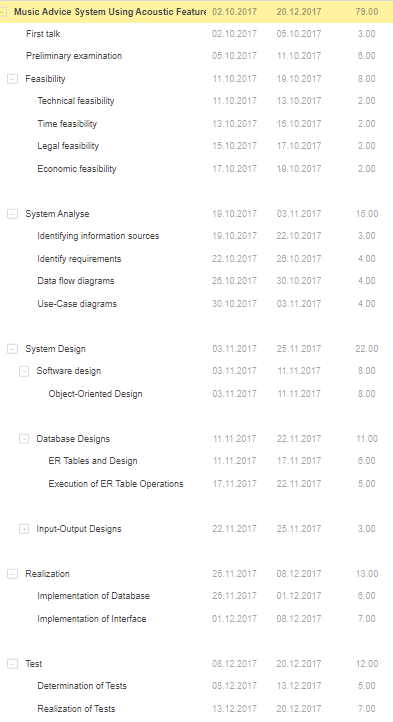 Music Advice System Using Acoustic Feature 02.10.2017 20.12.2017 79.00
First talk 02.10.2017 05.10.2017 3.00
Preliminary examination 05.10.2017 11.10.2017 6.00
Feasibility 11.10.2017 19.10.2017 8.00
Technical feasibility 11.10.2017 13.10.2017 2.00
Time feasibility 13.10.2017 15.10.2017 2.00
Legal feasibility 15.10.2017 17.10.2017 2.00
Economic feasibility 17.10.2017 19.10.2017 2.00
System Analyse 19.10.2017 03.11.2017 15.00
Identifying information sources 19.10.2017 22.10.2017 3.00
Identify requirements 22.10.2017 26.10.2017 4.00
Data flow diagrams 26.10.2017 30.10.2017 4.00
Use-Case diagrams 30.10.2017 03.11.2017 4.00
System Design 03.11.2017 25.11.2017 22.00
Software design 03.11.2017 11.11.2017 8.00
Object-Oriented Design 03.11.2017 11.11.2017 8.00
Database Designs 11.11.2017 22.11.2017 11.00
ER Tables and Design 11.11.2017 17.11.2017 6.00
Execution of ER Table Operations 17.11.2017 22.11.2017 5.00
Input-Output Designs 22.11.2017 25.11.2017 3.00
Realization 25.11.2017 08.12.2017 13.00
Implementation of Database 25.11.2017 01.12.2017 6.00
Implementation of Interface 01.12.2017 08.12.2017 7.00
Test 08.12.2017 20.12.2017 12.00
Determination of Tests 08.12.2017 13.12.2017 5.00
Realization of Tests 13.12.2017 20.12.2017 7.00